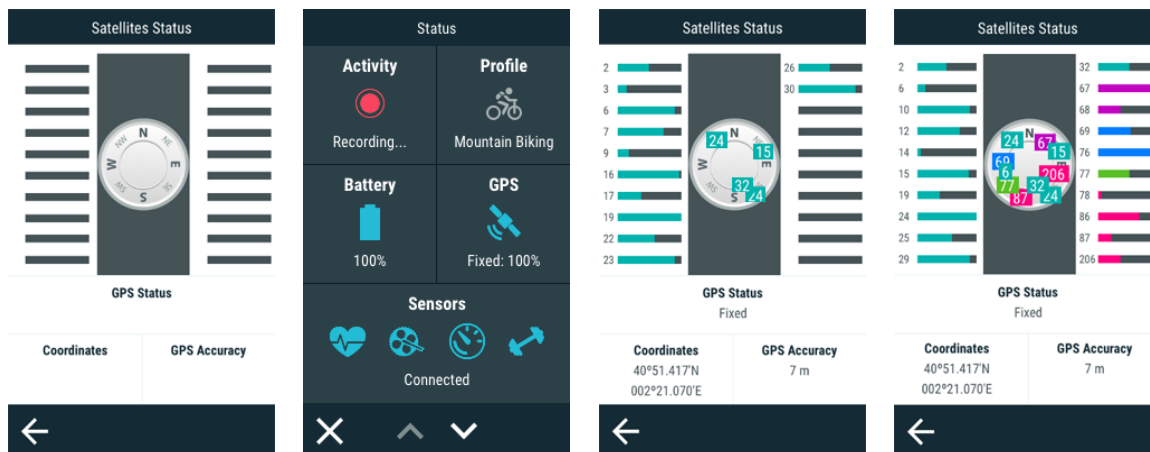 Satellites Status
N
NE
E
SE
S
SW
W
NW
GPS Status
Coordinates
GPS Accuracy
Status
Activity
Profile
Recording...
Mountain Biking
Battery
GPS
100%
Fixed: 100%
Sensors
Connected
Satellites Status
2
3
6
7
9
16
17
19
22
23
26
30
N
NE
E
S
SW
W
24
15
32
24
GPS Status
Fixed
Coordinates
40º51.417'N
002º21.070'E
GPS Accuracy
7 m
Satellites Status
2
6
10
12
14
15
19
24
25
29
32
67
68
69
76
77
78
86
87
206
N
24
67
15
69
6
206
77
32
24
87
GPS Status
Fixed
Coordinates
40º51.417'N
002º21.070'E
GPS Accuracy
7 m